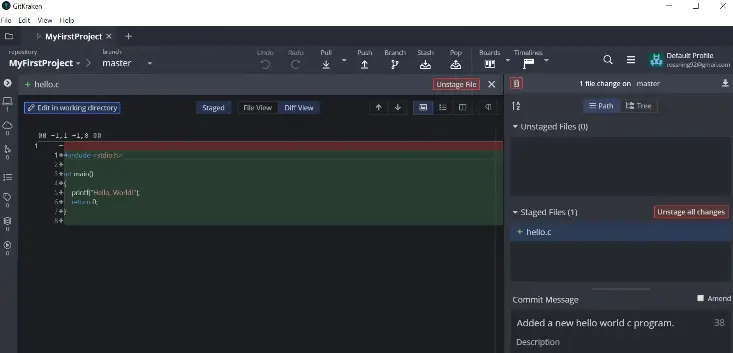 GitKraken
File Edit View Help
MyFirstProject
repository
MyFirstProject
branch
master
Undo Redo Pull Push Branch Stash Pop Boards Timelines
Default Profile
hello.c
Unstage File
1 file change on master
Edit in working directory
Staged File View Diff View
Path Tree
Unstaged Files (0)
@@ -1,1 +1,8 @@
1 -
1 + #include <stdio.h>
2 +
3 + int main()
4 + {
5 + printf("Hello, World!");
6 + return 0;
7 + }
8 +
Staged Files (1)
Unstage all changes
+ hello.c
Commit Message
Amend
Added a new hello world c program. 38
Description